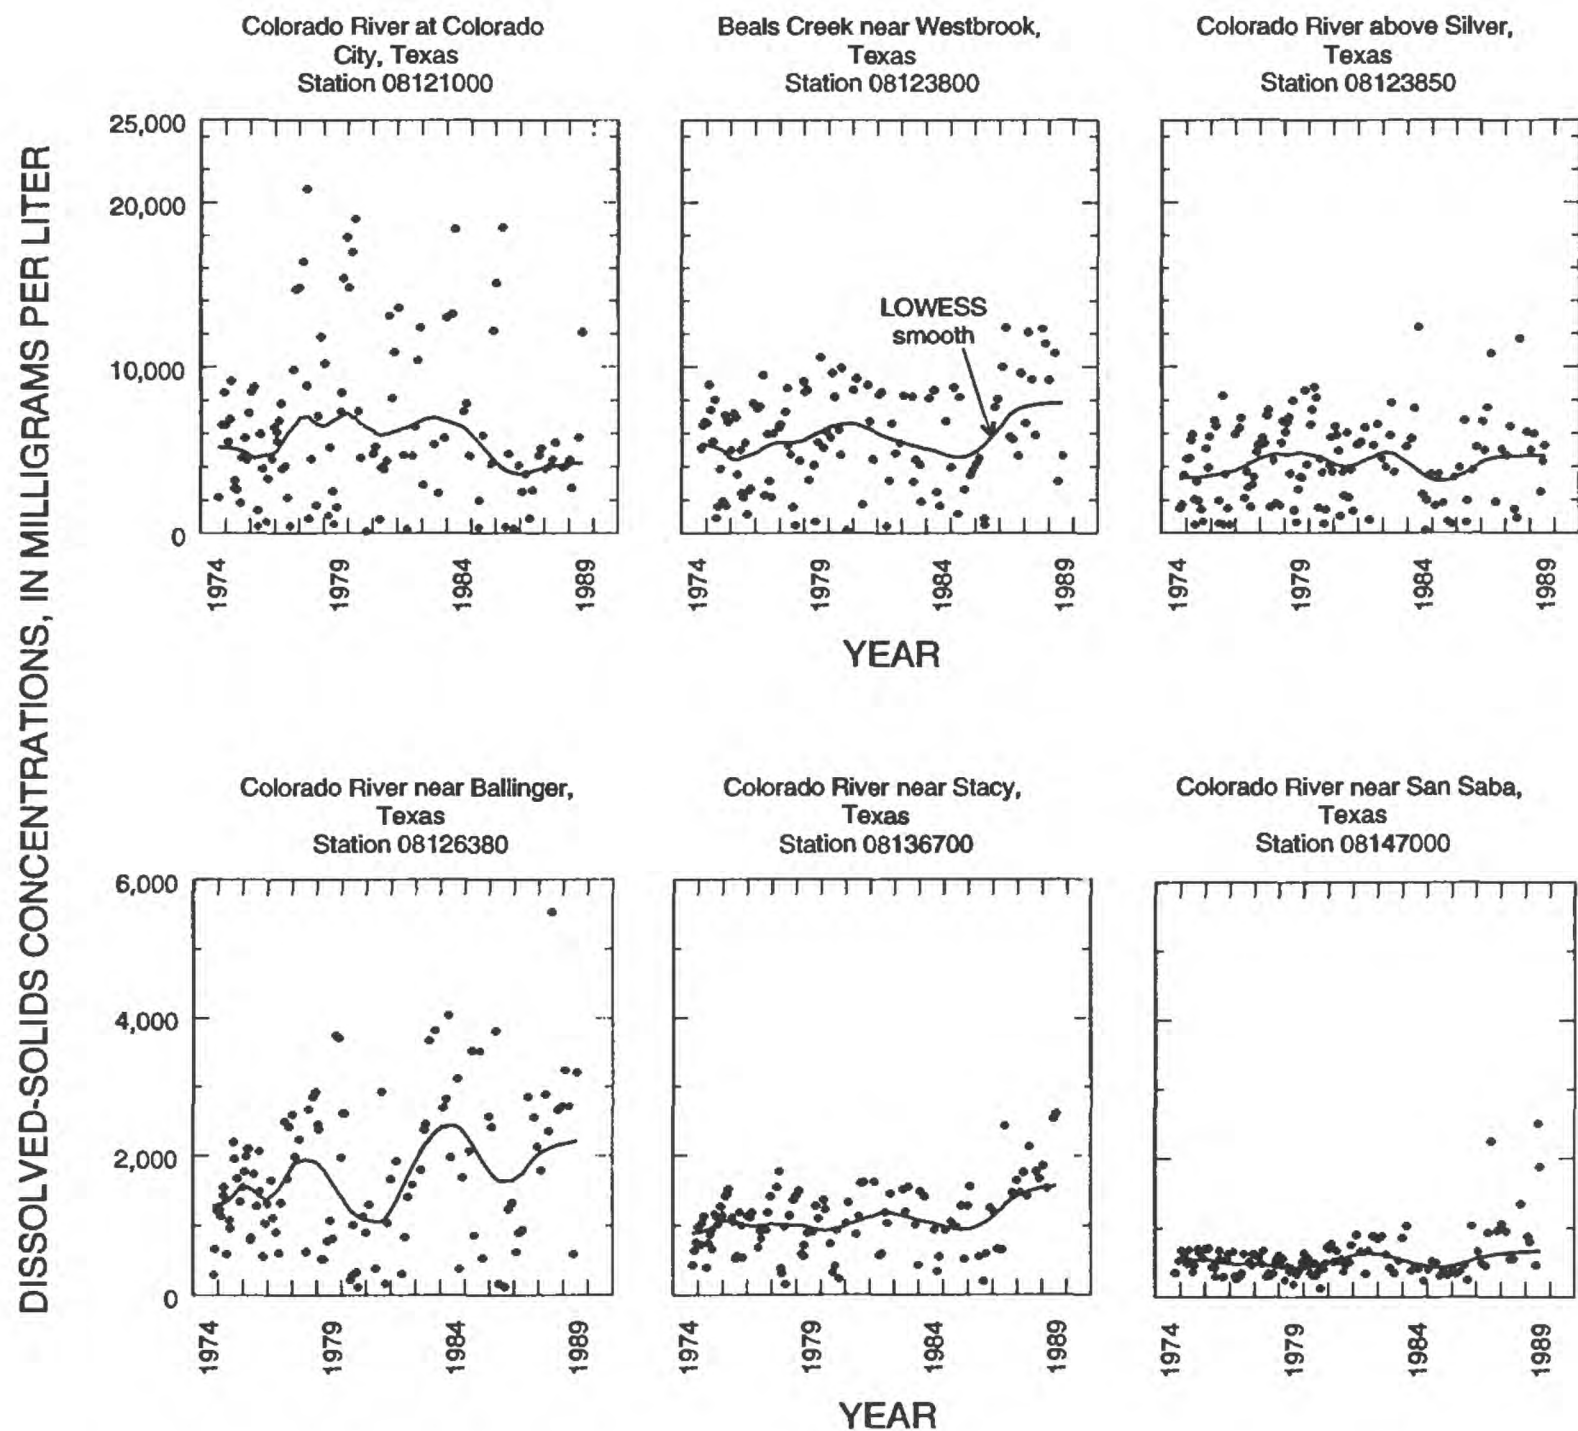 DISSOLVED-SOLIDS CONCENTRATIONS, IN MILLIGRAMS PER LITER
Colorado River at Colorado
City, Texas
Station 08121000
Beals Creek near Westbrook,
Texas
Station 08123800
Colorado River above Silver,
Texas
Station 08123850
25,000
20,000
10,000
0
LOWESS
smooth
1974
1979
1984
1989
1974
1979
1984
1989
1974
1979
1984
1989
YEAR
Colorado River near Ballinger,
Texas
Station 08126380
Colorado River near Stacy,
Texas
Station 08136700
Colorado River near San Saba,
Texas
Station 08147000
6,000
4,000
2,000
0
1974
1979
1984
1989
1974
1979
1984
1989
1974
1979
1984
1989
YEAR